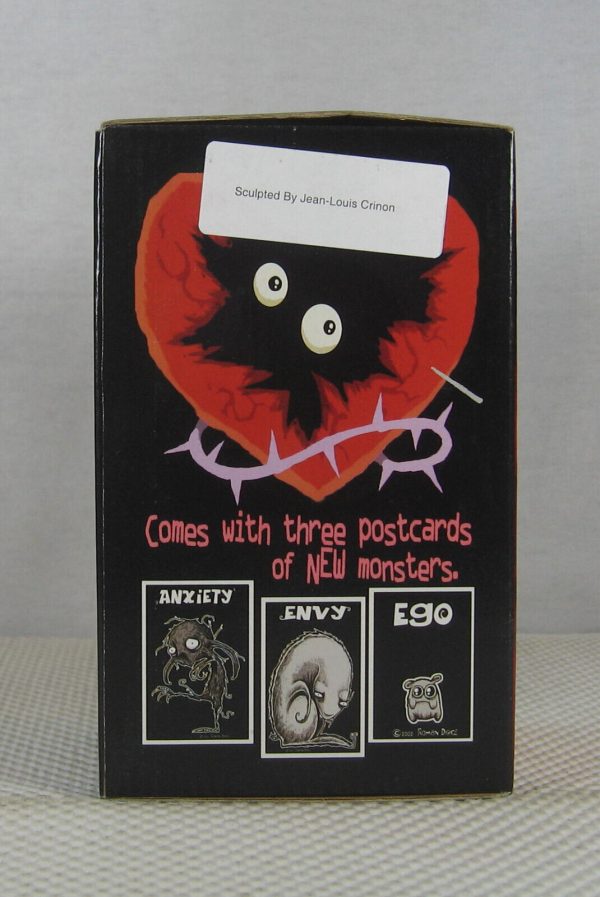 Sculpted By Jean-Louis Crinon
Comes with three postcards
of NEW monsters.
ANXiETY
ENVY
EgO